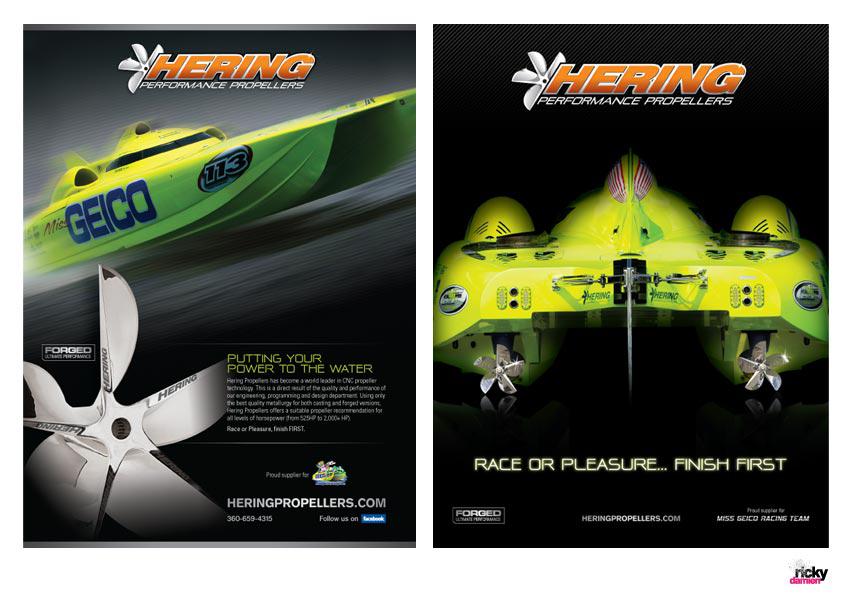 HERING
PERFORMANCE PROPELLERS
113
Miss GEICO
FORGED
ULTIMATE PERFORMANCE
HERING
HERING
HERING
PUTTING YOUR
POWER TO THE WATER
Hering Propellers has become a world leader in CNC propeller
technology. This is a direct result of the quality and performance of
our engineering, programming and design department. Using only
the best quality metallurgy for both casting and forged versions,
Hering Propellers offers a suitable propeller recommendation for
all levels of horsepower (from 525HP to 2,000+ HP).
Race or Pleasure, finish FIRST.
Proud supplier for
HERINGPROPELLERS.COM
360-659-4315
Follow us on facebook
HERING
PERFORMANCE PROPELLERS
HERING
HERING
RACE OR PLEASURE... FINISH FIRST
FORGED
ULTIMATE PERFORMANCE
HERINGPROPELLERS.COM
Proud supplier for
MISS GEICO RACING TEAM
ricky
damien